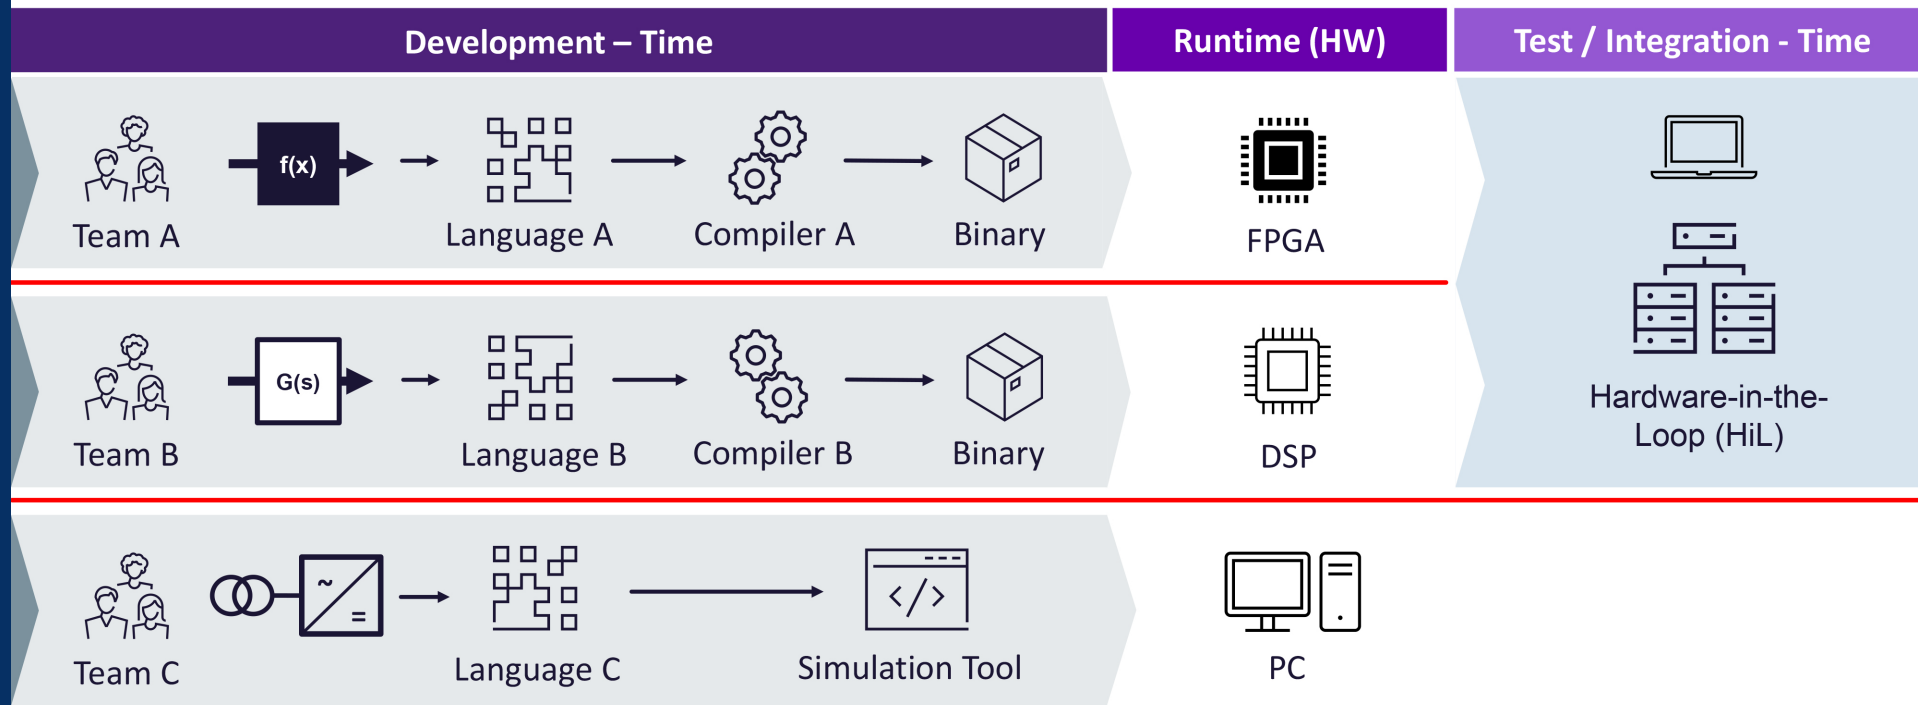 Development – Time
Runtime (HW)
Test / Integration - Time
f(x)
Team A
Language A
Compiler A
Binary
FPGA
G(s)
Team B
Language B
Compiler B
Binary
DSP
Hardware-in-the-
Loop (HiL)
~
=
</>
Team C
Language C
Simulation Tool
PC